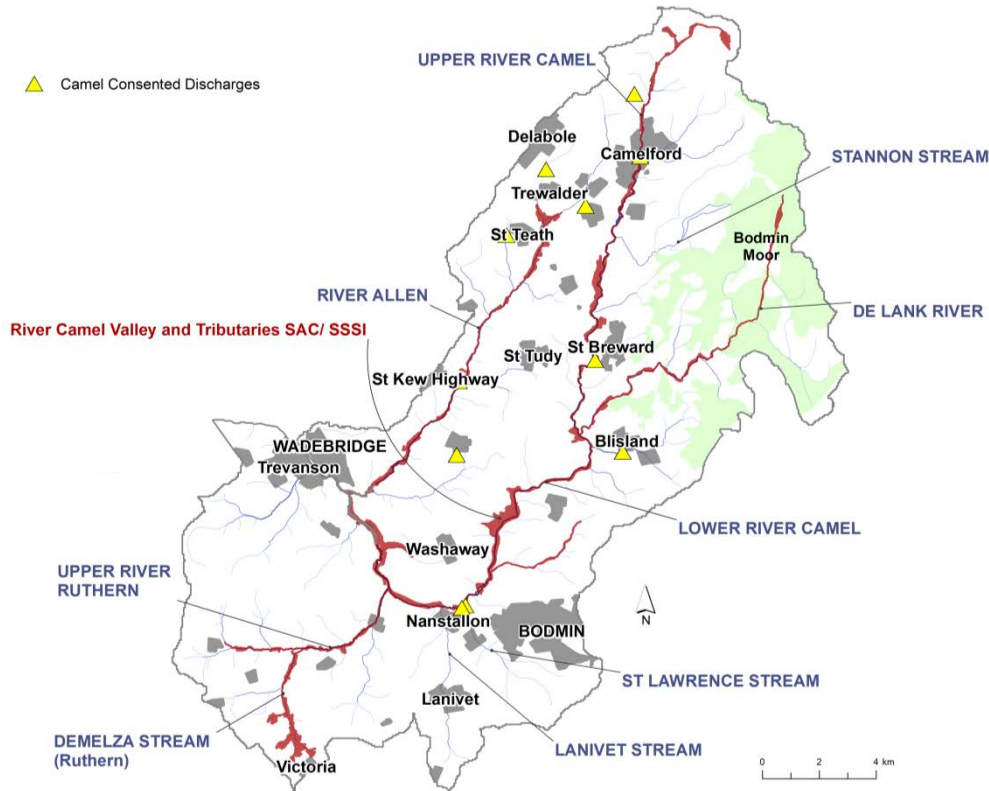 UPPER RIVER CAMEL
Camel Consented Discharges
Delabole
Camelford
STANNON STREAM
Trewalder
St Teath
Bodmin
Moor
RIVER ALLEN
DE LANK RIVER
River Camel Valley and Tributaries SAC/ SSSI
St Breward
St Tudy
St Kew Highway
WADEBRIDGE
Blisland
Trevanson
LOWER RIVER CAMEL
Washaway
UPPER RIVER
RUTHERN
N
Nanstallon
BODMIN
ST LAWRENCE STREAM
Lanivet
DEMELZA STREAM
(Ruthern)
LANIVET STREAM
Victoria
0 2 4 km